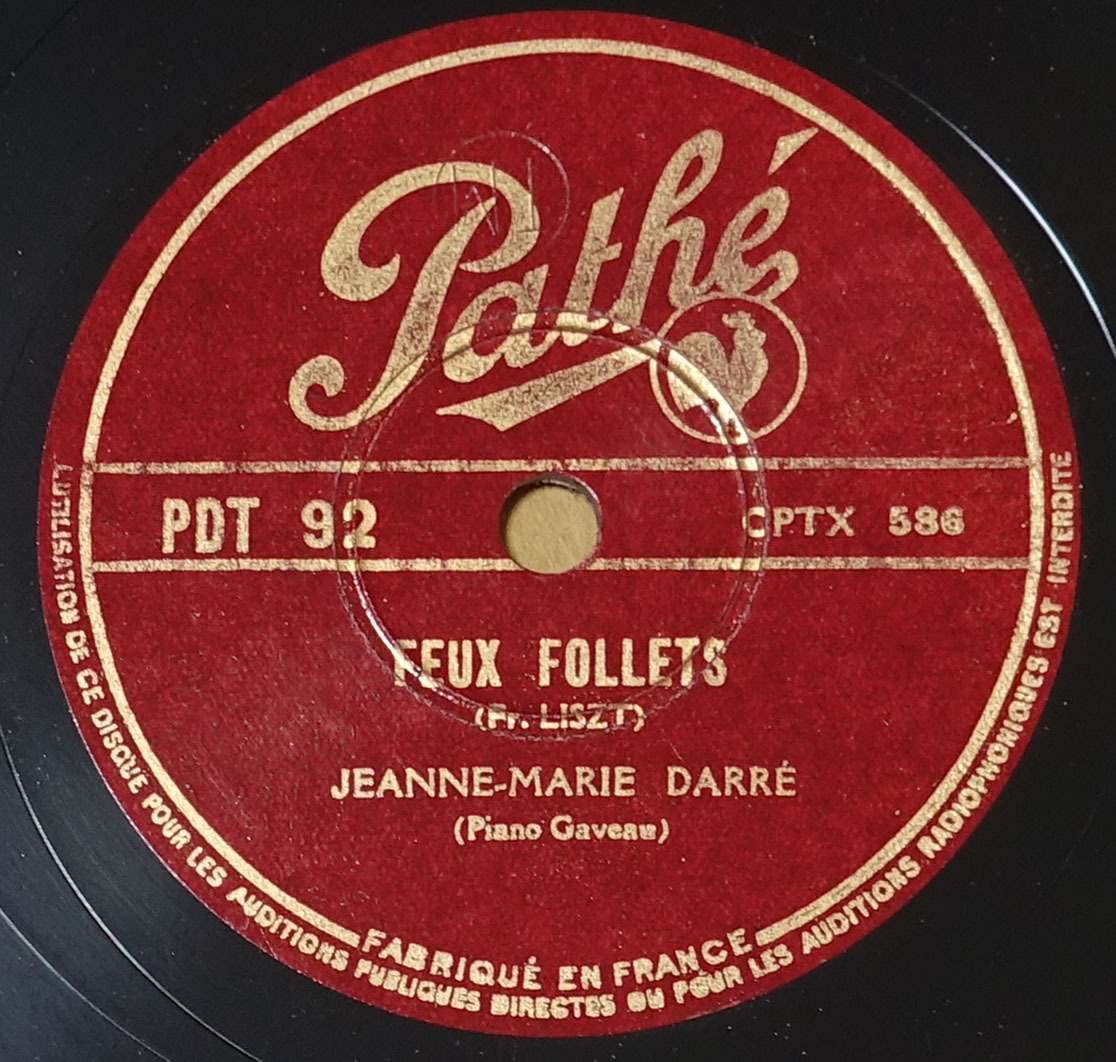 Pathé
PDT 92
CPTX 586
FEUX FOLLETS
(Fr. LISZT)
JEANNE-MARIE DARRÉ
(Piano Gaveau)
FABRIQUÉ EN FRANCE
L'UTILISATION DE CE DISQUE POUR LES AUDITIONS PUBLIQUES DIRECTES OU POUR LES AUDITIONS RADIOPHONIQUES EST INTERDITE